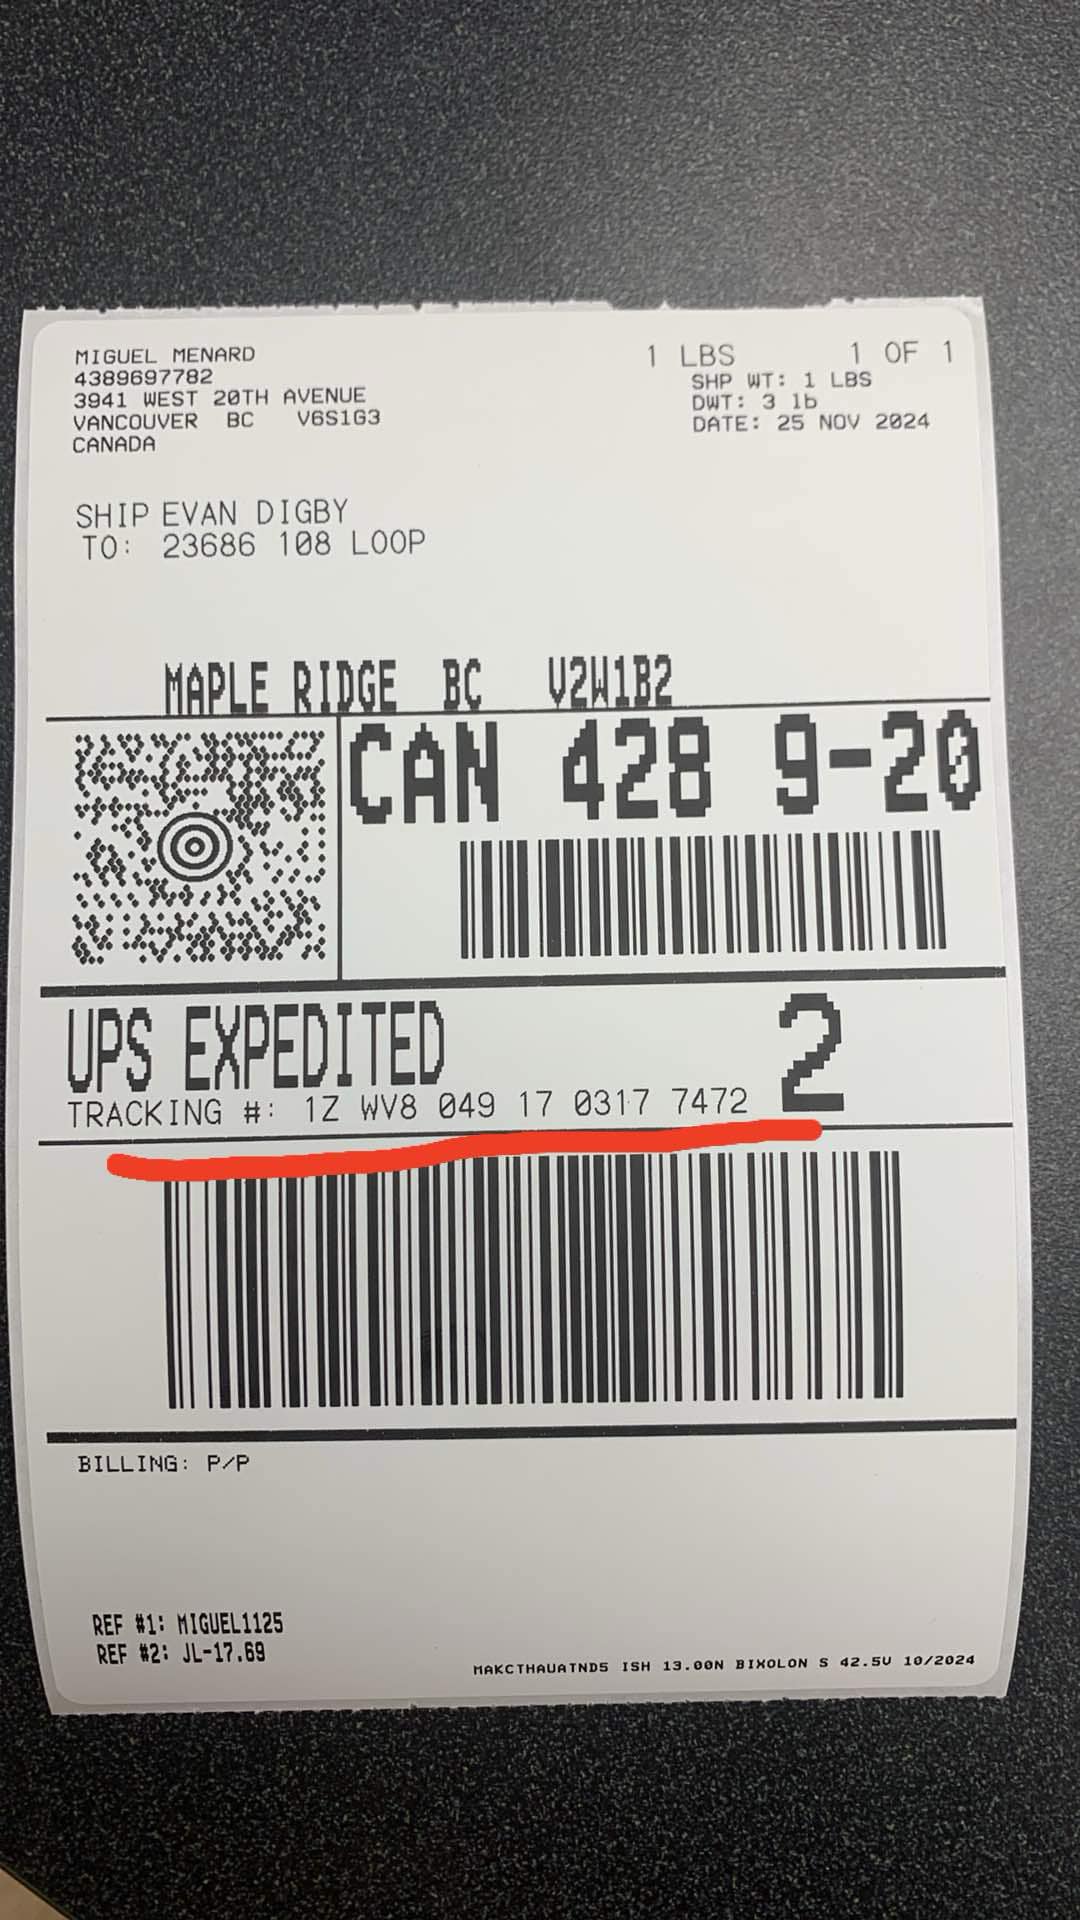 MIGUEL MENARD
4389697782
3941 WEST 20TH AVENUE
VANCOUVER BC V6S1G3
CANADA
1 LBS 1 OF 1
SHP WT: 1 LBS
DWT: 3 lb
DATE: 25 NOV 2024
SHIP EVAN DIGBY
TO: 23686 108 LOOP
MAPLE RIDGE BC V2W1B2
CAN 428 9-20
UPS EXPEDITED 2
TRACKING #: 1Z WV8 049 17 0317 7472
BILLING: P/P
REF #1: MIGUEL1125
REF #2: JL-17.69
MAKCTHAUATND5 ISH 13.00N BIXOLON S 42.5V 10/2024